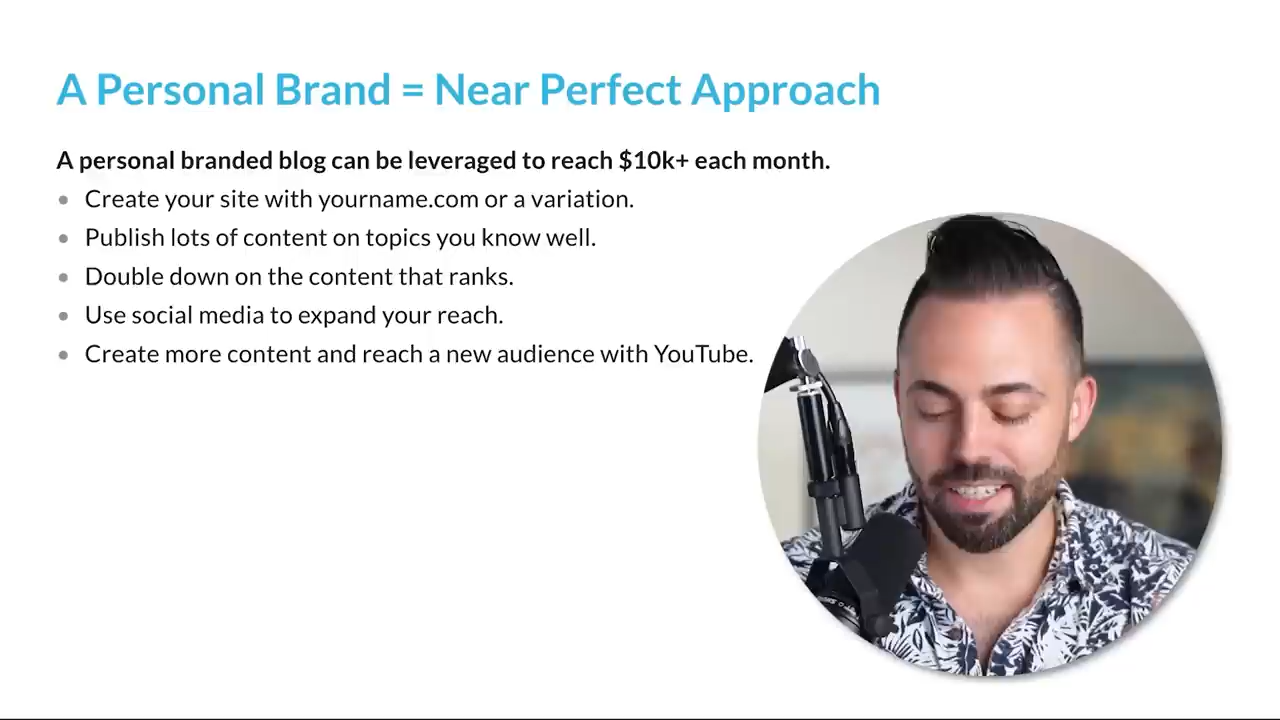 A Personal Brand = Near Perfect Approach
A personal branded blog can be leveraged to reach $10k+ each month.
• Create your site with yourname.com or a variation.
• Publish lots of content on topics you know well.
• Double down on the content that ranks.
• Use social media to expand your reach.
• Create more content and reach a new audience with YouTube.